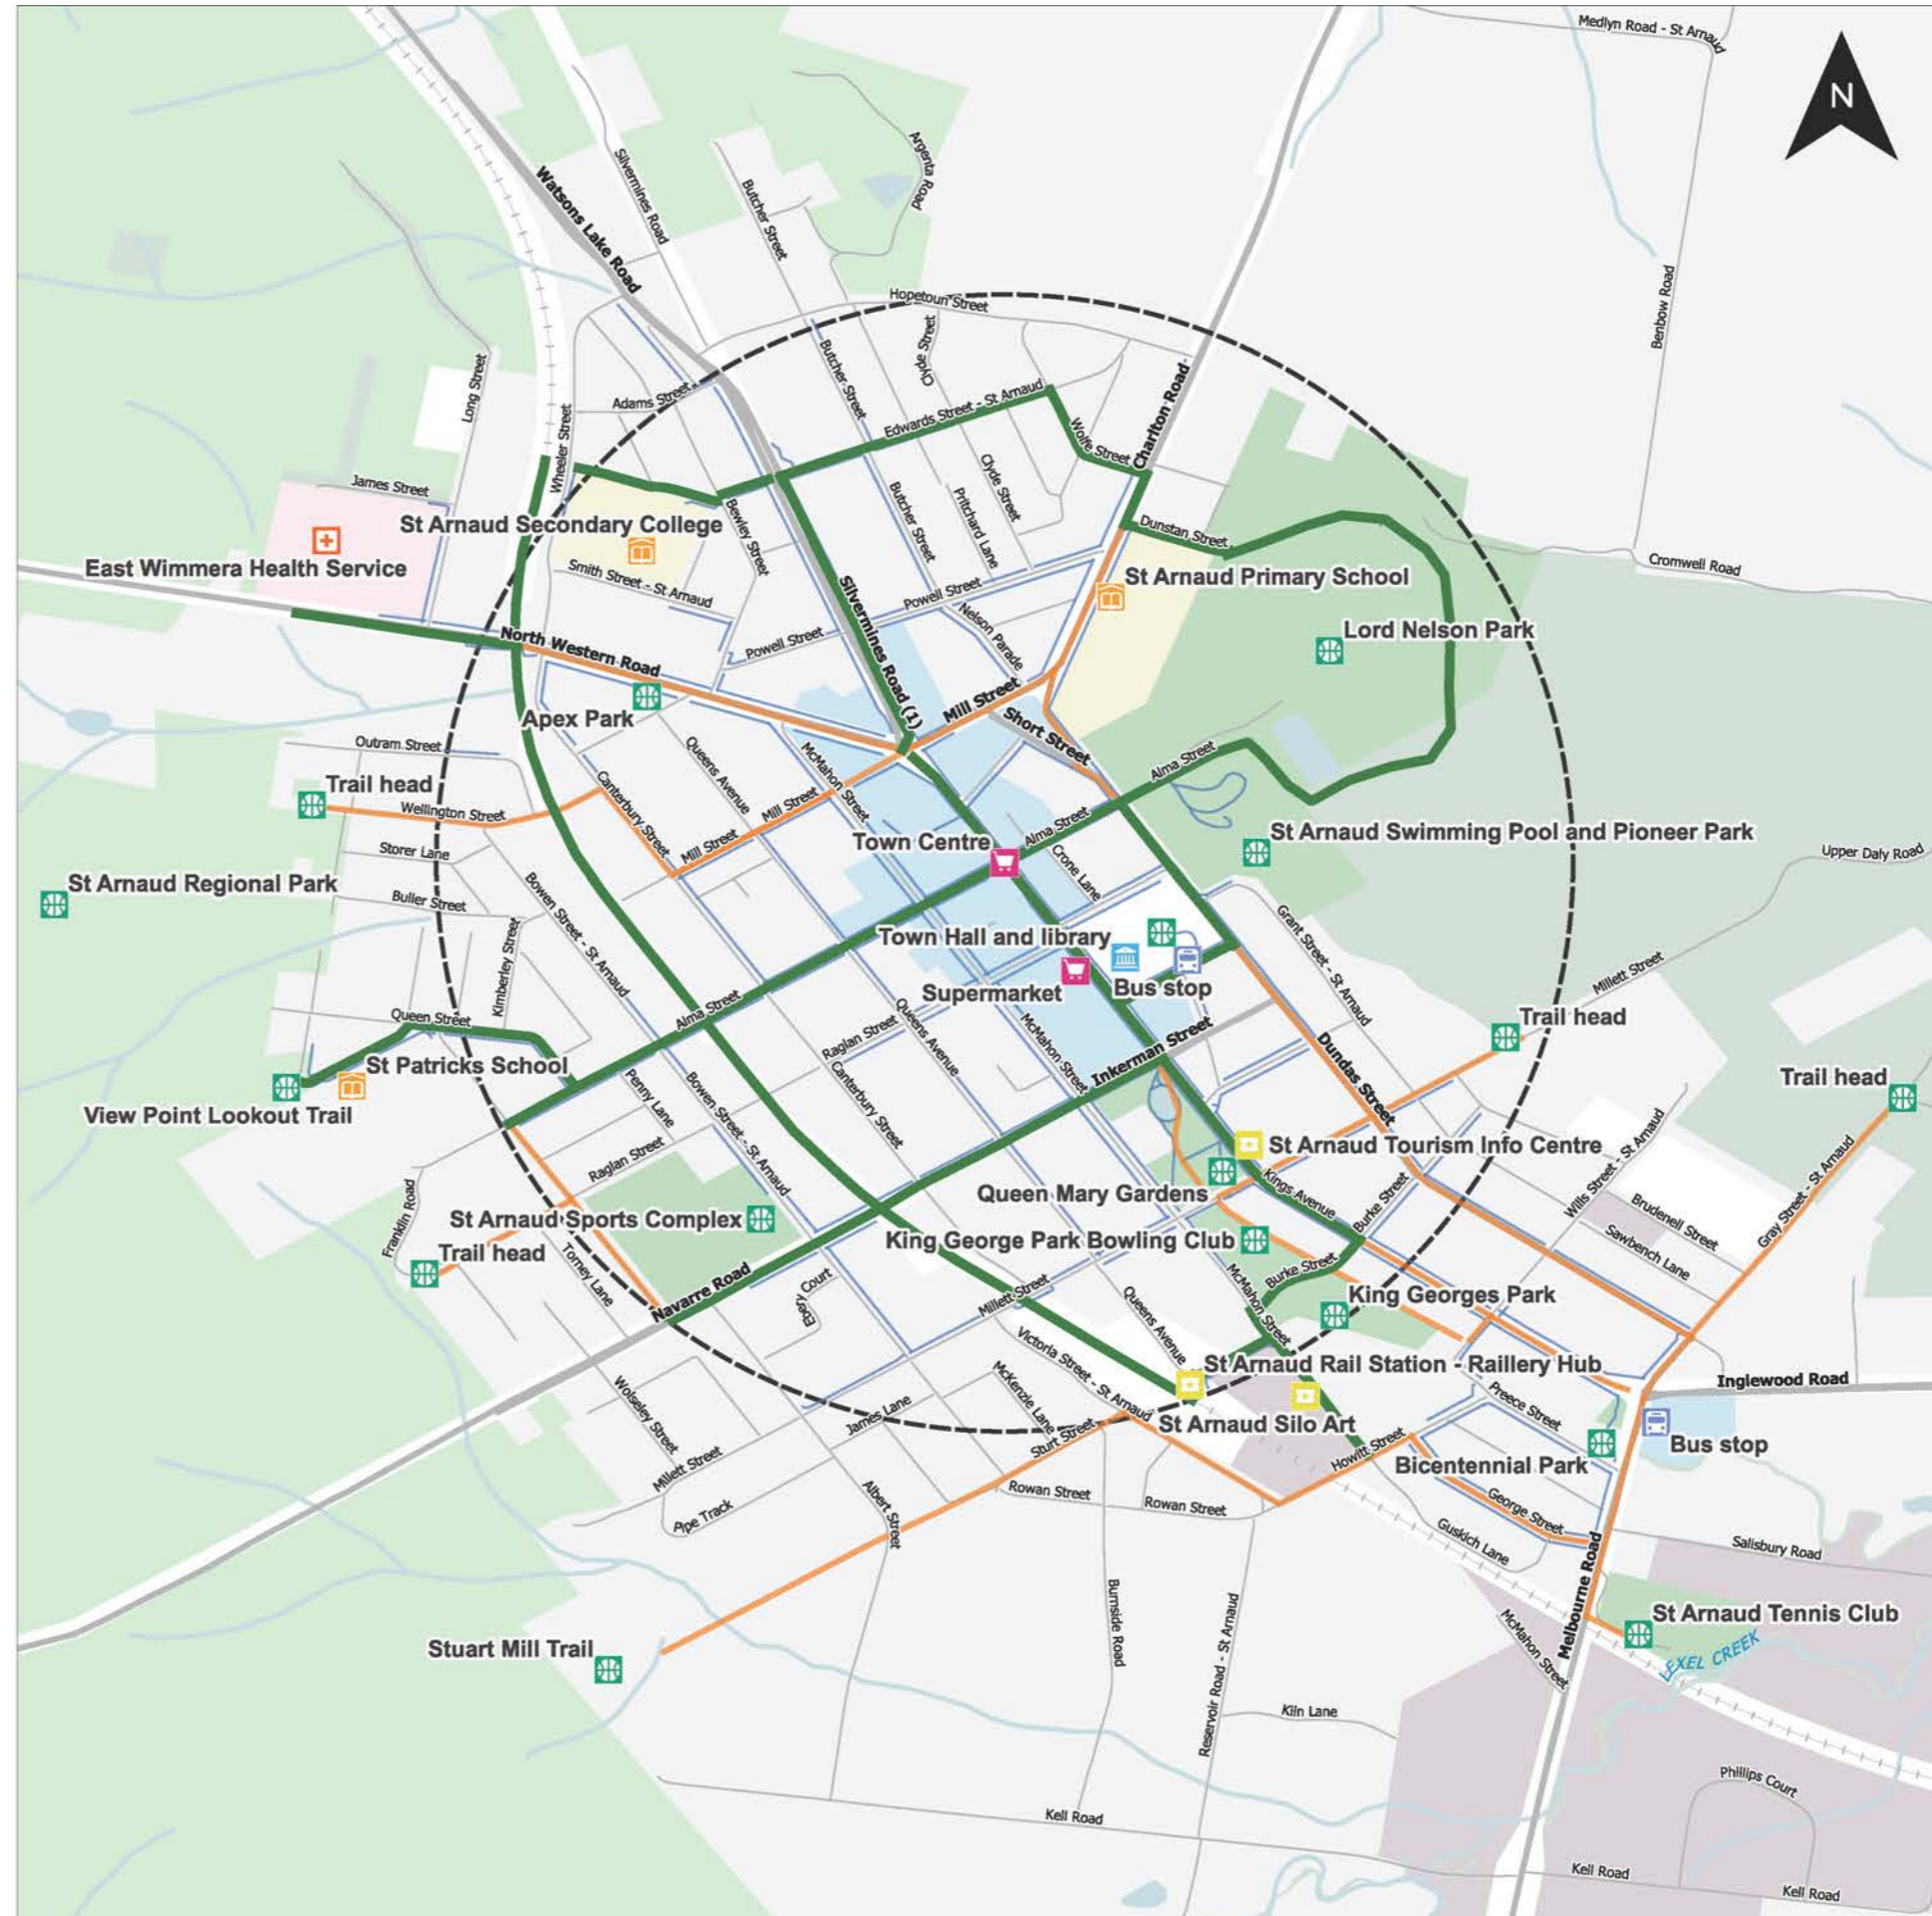 Medlyn Road - St Arnaud
N
Argenta Road
Silvermines Road
Watsons Lake Road
Butcher Street
Benbow Road
Hopetoun Street
Clyde Street
Butcher Street
Long Street
Adams Street
Edwards Street - St Arnaud
Charlton Road
Wheeler Street
Wolfe Street
James Street
Clyde Street
Pritchard Lane
Butcher Street
Bewley Street
St Arnaud Secondary College
Dunstan Street
East Wimmera Health Service
Cromwell Road
St Arnaud Primary School
Smith Street - St Arnaud
Powell Street
Silvermines Road (1)
Nelson Parade
Lord Nelson Park
North Western Road
Powell Street
Mill Street
Apex Park
Short Street
Outram Street
Queens Avenue
McMahon Street
Alma Street
Trail head
Wellington Street
Canterbury Street
Mill Street
Mill Street
Alma Street
Town Centre
St Arnaud Swimming Pool and Pioneer Park
Storer Lane
Crone Lane
Upper Daly Road
St Arnaud Regional Park
Buller Street
Bowen Street - St Arnaud
Kimberley Street
Town Hall and library
Grant Street - St Arnaud
Millett Street
Supermarket
Bus stop
Queen Street
Alma Street
Raglan Street
Queens Avenue
McMahon Street
Inkerman Street
Dundas Street
Trail head
St Patricks School
Trail head
View Point Lookout Trail
Penny Lane
Bowen Street - St Arnaud
Canterbury Street
Raglan Street
St Arnaud Tourism Info Centre
Wills Street - St Arnaud
Gray Street - St Arnaud
Queen Mary Gardens
Kings Avenue
Burke Street
Brudenell Street
Franklin Road
St Arnaud Sports Complex
Sawbench Lane
King George Park Bowling Club
Trail head
Torney Lane
Navarre Road
Ebary Court
Millett Street
Queens Avenue
McMahon Street
Burke Street
King Georges Park
Victoria Street - St Arnaud
St Arnaud Rail Station - Raillery Hub
Inglewood Road
Wolseley Street
McKenzie Lane
Preece Street
James Lane
Sturt Street
St Arnaud Silo Art
Howitt Street
Bus stop
Bicentennial Park
Millett Street
Rowan Street
Rowan Street
George Street
Pipe Track
Albert Street
Guskich Lane
Salisbury Road
Melbourne Road
Burnside Road
Reservoir Road - St Arnaud
St Arnaud Tennis Club
McMahon Street
LEXEL CREEK
Stuart Mill Trail
Kiln Lane
Phillips Court
Kell Road
Kell Road
Kell Road